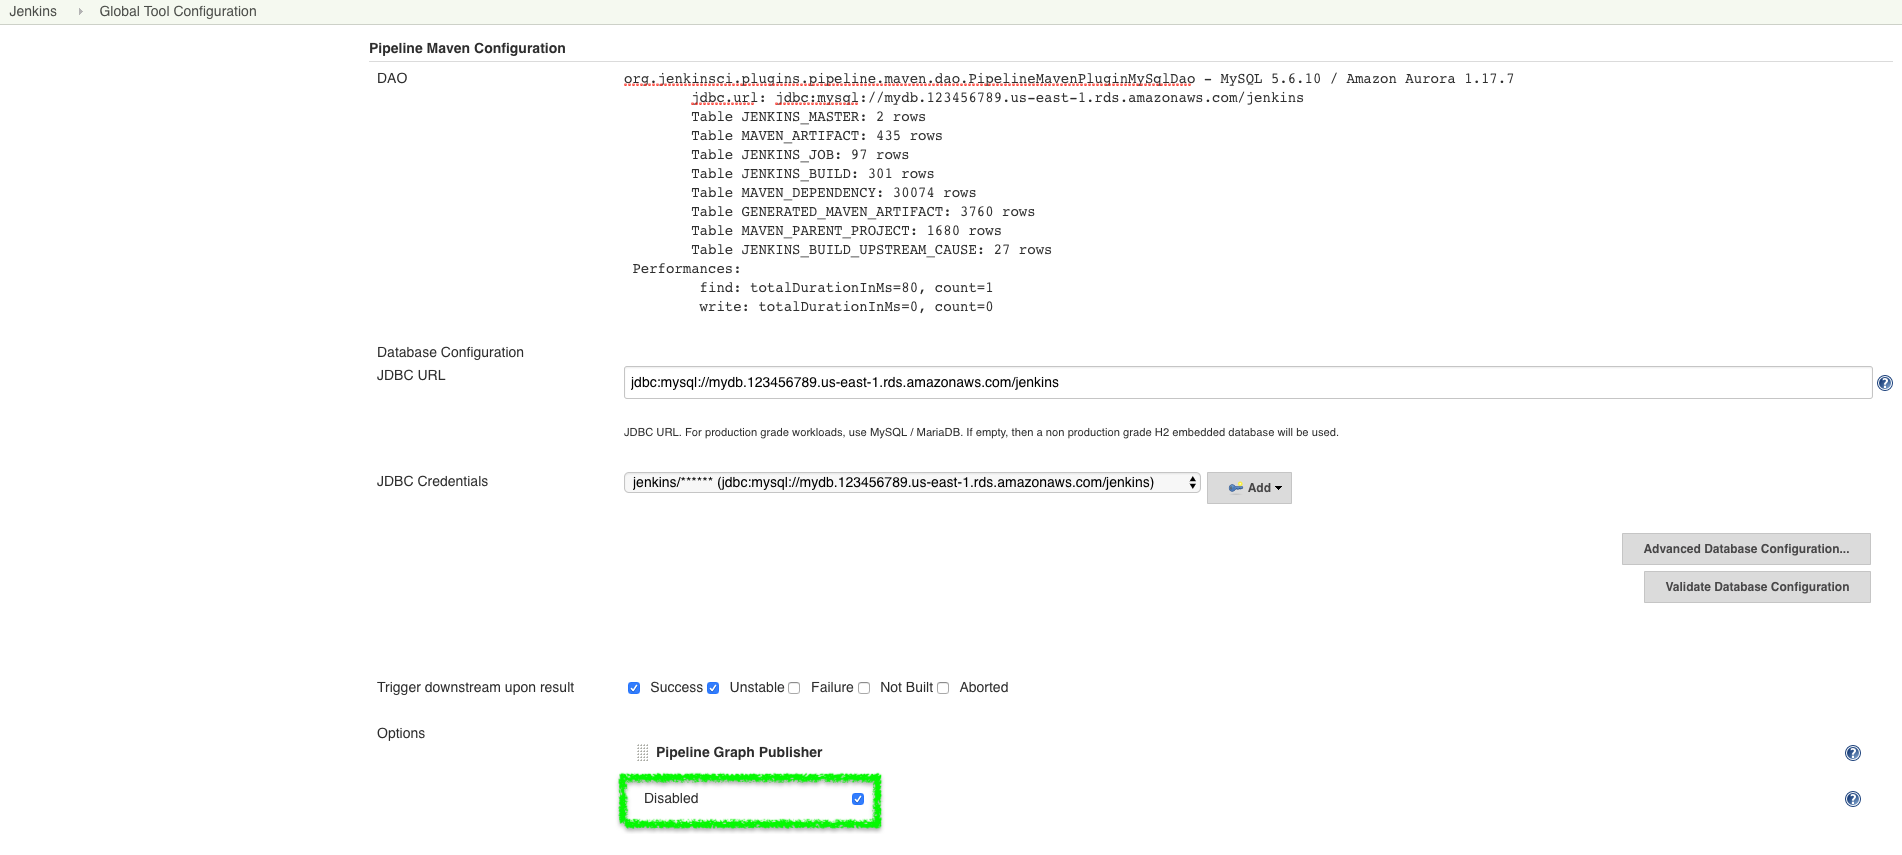 Jenkins Global Tool Configuration
Pipeline Maven Configuration
DAO
org.jenkinsci.plugins.pipeline.maven.dao.PipelineMavenPluginMySqlDao - MySQL 5.6.10 / Amazon Aurora 1.17.7
jdbc.url: jdbc:mysql://mydb.123456789.us-east-1.rds.amazonaws.com/jenkins
Table JENKINS_MASTER: 2 rows
Table MAVEN_ARTIFACT: 435 rows
Table JENKINS_JOB: 97 rows
Table JENKINS_BUILD: 301 rows
Table MAVEN_DEPENDENCY: 30074 rows
Table GENERATED_MAVEN_ARTIFACT: 3760 rows
Table MAVEN_PARENT_PROJECT: 1680 rows
Table JENKINS_BUILD_UPSTREAM_CAUSE: 27 rows
Performances:
find: totalDurationInMs=80, count=1
write: totalDurationInMs=0, count=0
Database Configuration
JDBC URL
jdbc:mysql://mydb.123456789.us-east-1.rds.amazonaws.com/jenkins
?
JDBC URL. For production grade workloads, use MySQL / MariaDB. If empty, then a non production grade H2 embedded database will be used.
JDBC Credentials
jenkins/****** (jdbc:mysql://mydb.123456789.us-east-1.rds.amazonaws.com/jenkins)
Add
Advanced Database Configuration...
Validate Database Configuration
Trigger downstream upon result
Success Unstable Failure Not Built Aborted
Options
Pipeline Graph Publisher
?
Disabled
?